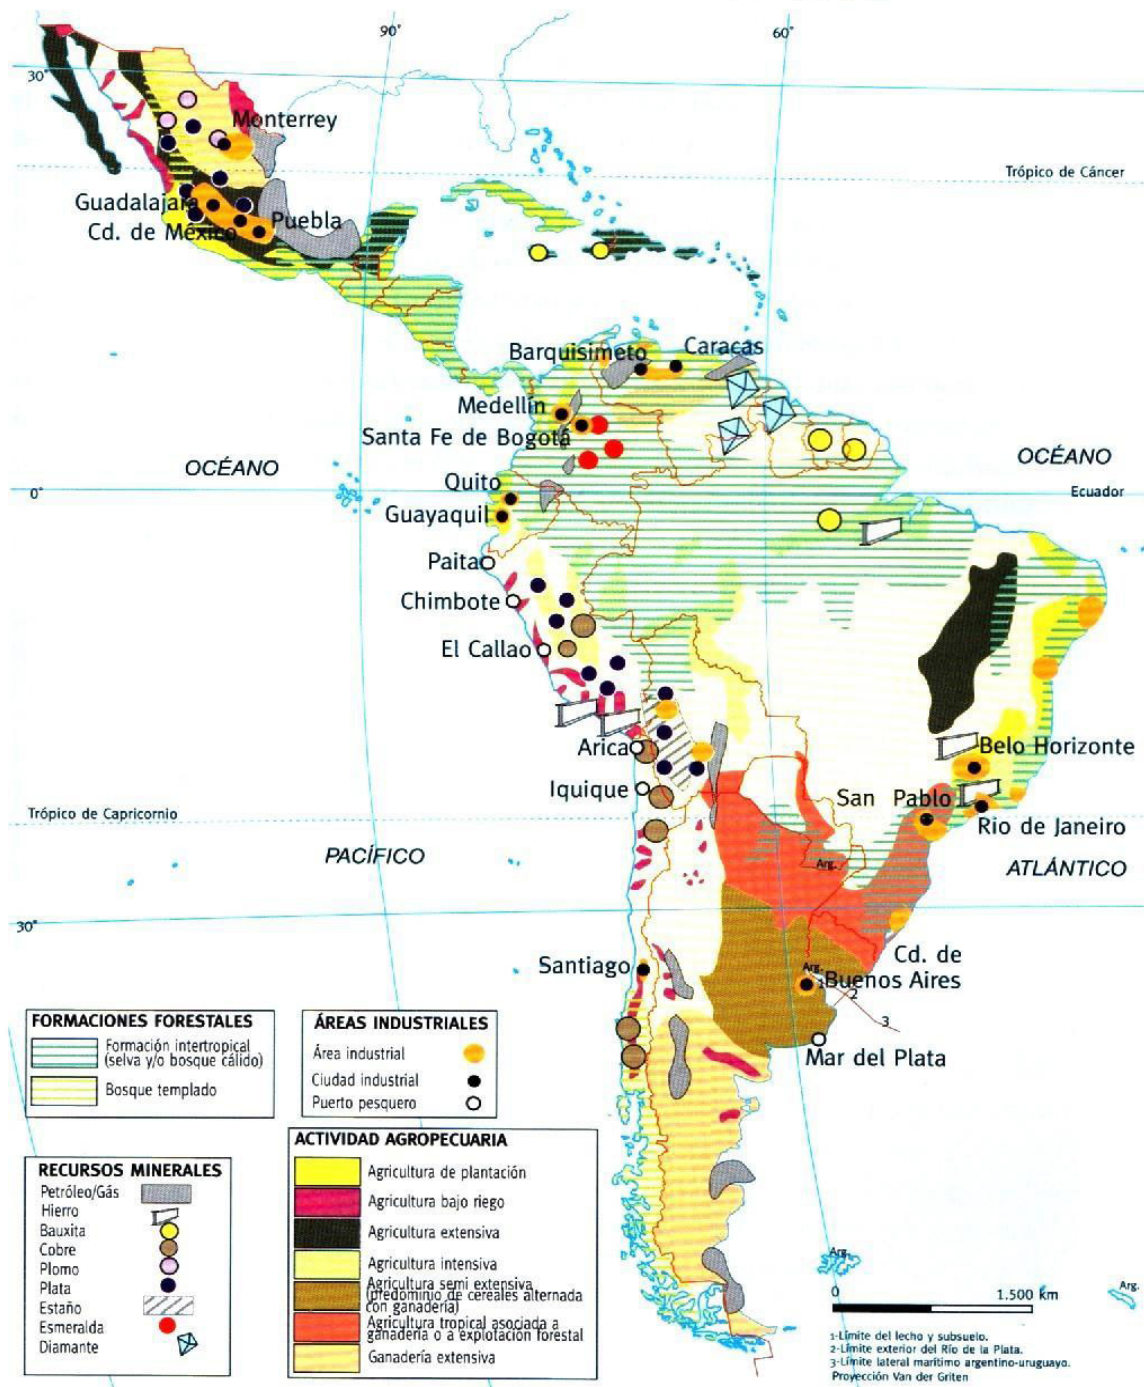 90°
60°
30°
Monterrey
Trópico de Cáncer
Guadalajara
Puebla
Cd. de México
Barquisimeto
Caracas
Medellín
Santa Fe de Bogotá
OCÉANO
OCÉANO
Quito
0°
Ecuador
Guayaquil
Paita
Chimbote
El Callao
Arica
Belo Horizonte
Iquique
San Pablo
Trópico de Capricornio
Rio de Janeiro
PACÍFICO
Arg.
ATLÁNTICO
30°
Cd. de
Santiago
Arg.
Buenos Aires
1
2
3
Mar del Plata
FORMACIONES FORESTALES
Formación intertropical
(selva y/o bosque cálido)
Bosque templado
ÁREAS INDUSTRIALES
Área industrial
Ciudad industrial
Puerto pesquero
RECURSOS MINERALES
Petróleo/Gás
Hierro
Bauxita
Cobre
Plomo
Plata
Estaño
Esmeralda
Diamante
ACTIVIDAD AGROPECUARIA
Agricultura de plantación
Agricultura bajo riego
Agricultura extensiva
Agricultura intensiva
Agricultura semi extensiva
(predominio de cereales alternada
con ganadería)
Agricultura tropical asociada a
ganadería o a explotación forestal
Ganadería extensiva
Arg.
Arg.
0 1.500 km
1-Límite del lecho y subsuelo.
2-Límite exterior del Río de la Plata.
3-Límite lateral marítimo argentino-uruguayo.
Proyección Van der Griten